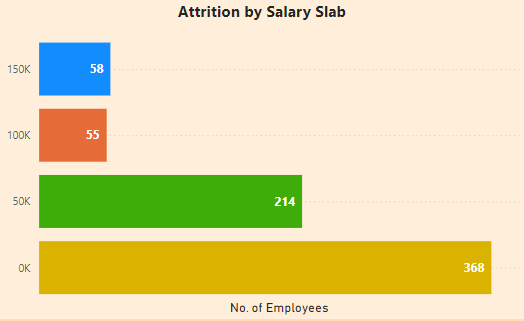 Attrition by Salary Slab
150K 58
100K 55
50K 214
0K 368
No. of Employees